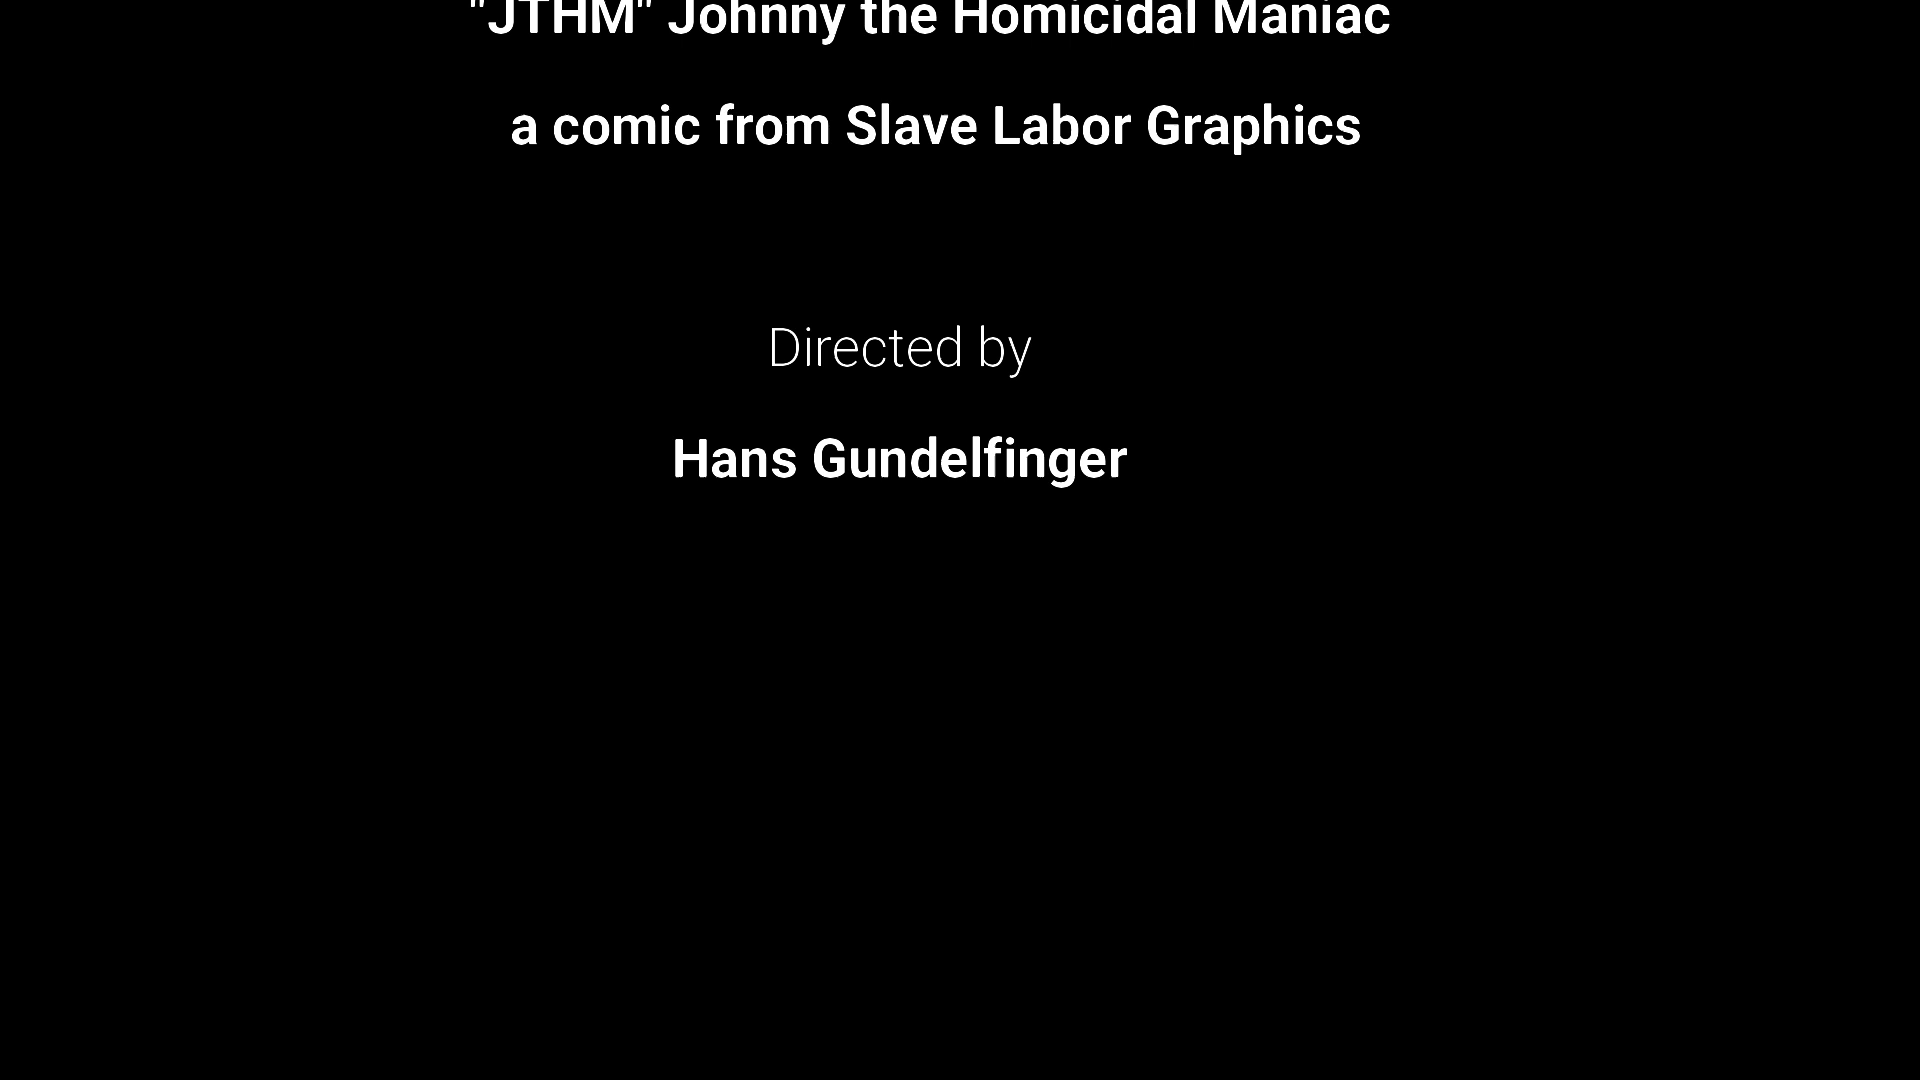 "JTHM" Johnny the Homicidal Maniac
a comic from Slave Labor Graphics
Directed by
Hans Gundelfinger